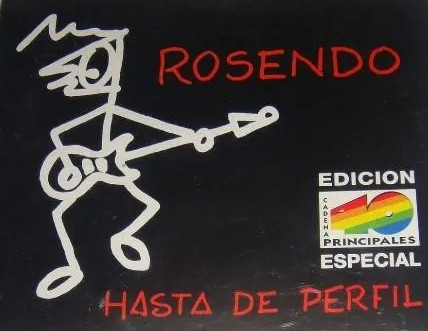 ROSENDO
EDICION
CADENA
40
PRINCIPALES
ESPECIAL
HASTA DE PERFIL